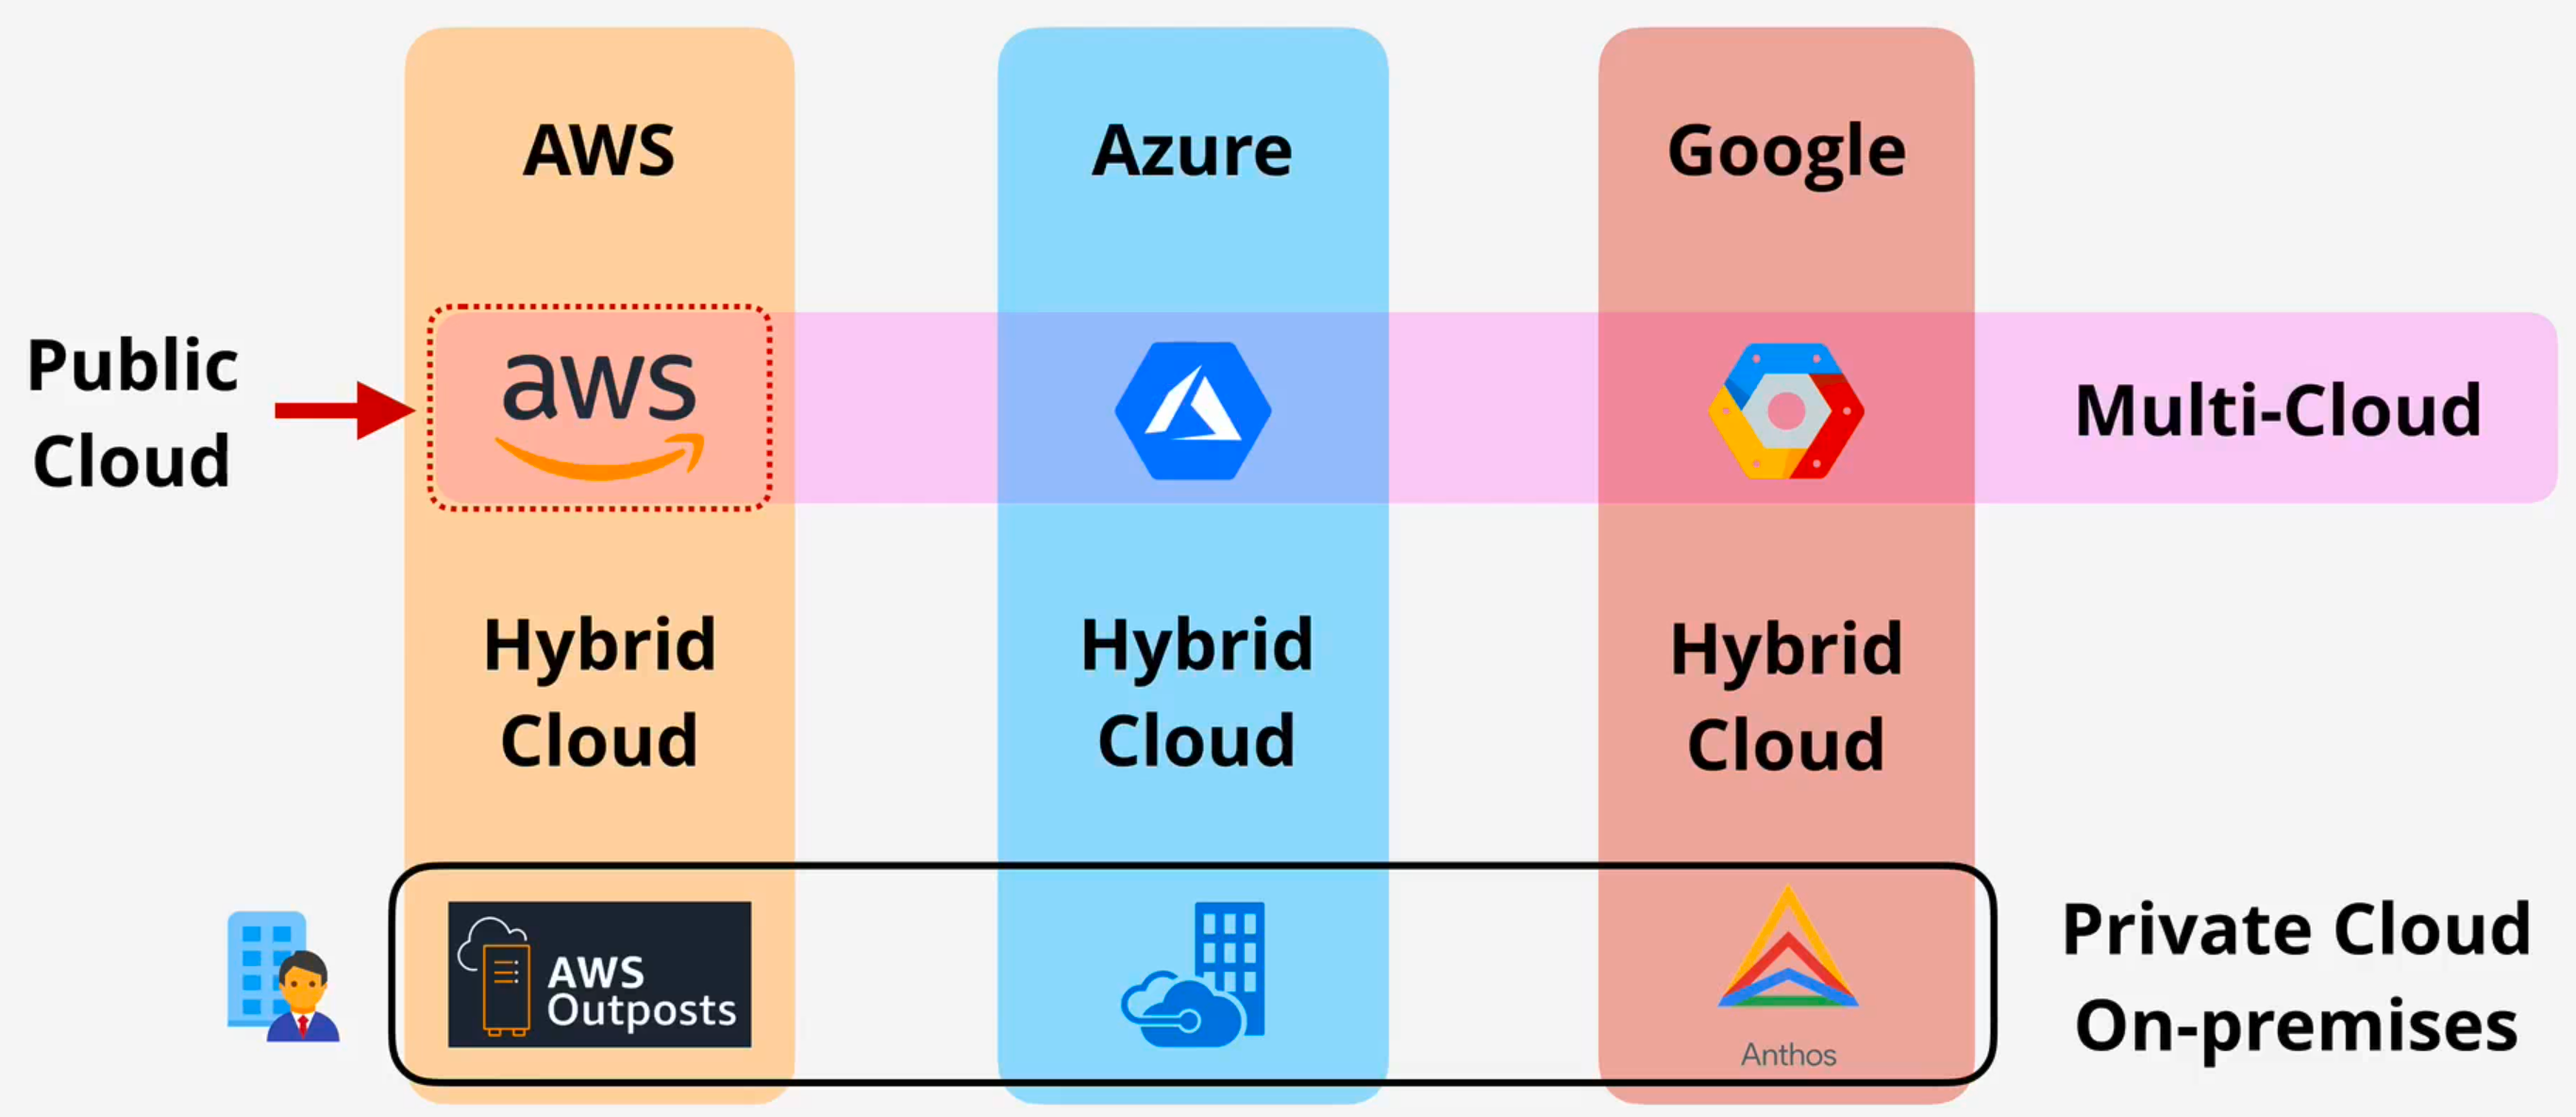 AWS
Azure
Google
Public
Cloud
aws
Multi-Cloud
Hybrid
Cloud
Hybrid
Cloud
Hybrid
Cloud
AWS
Outposts
Anthos
Private Cloud
On-premises